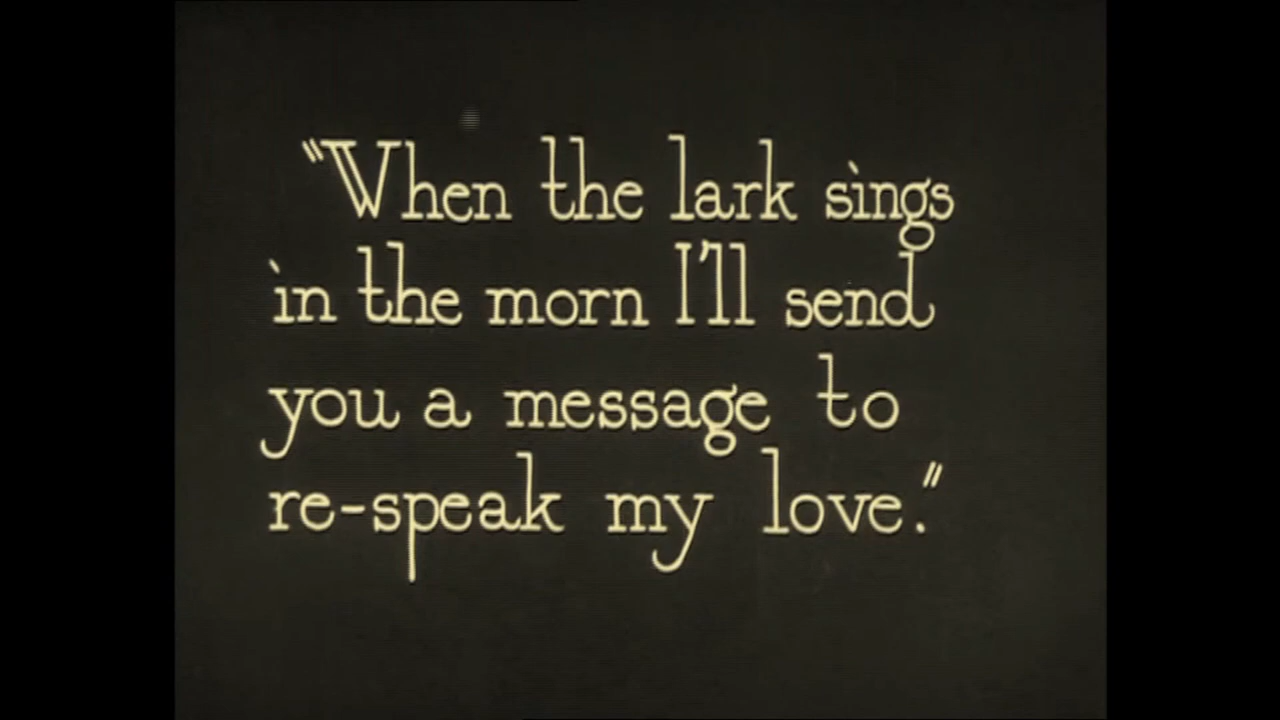 "When the lark sings
in the morn I'll send
you a message to
re-speak my love."